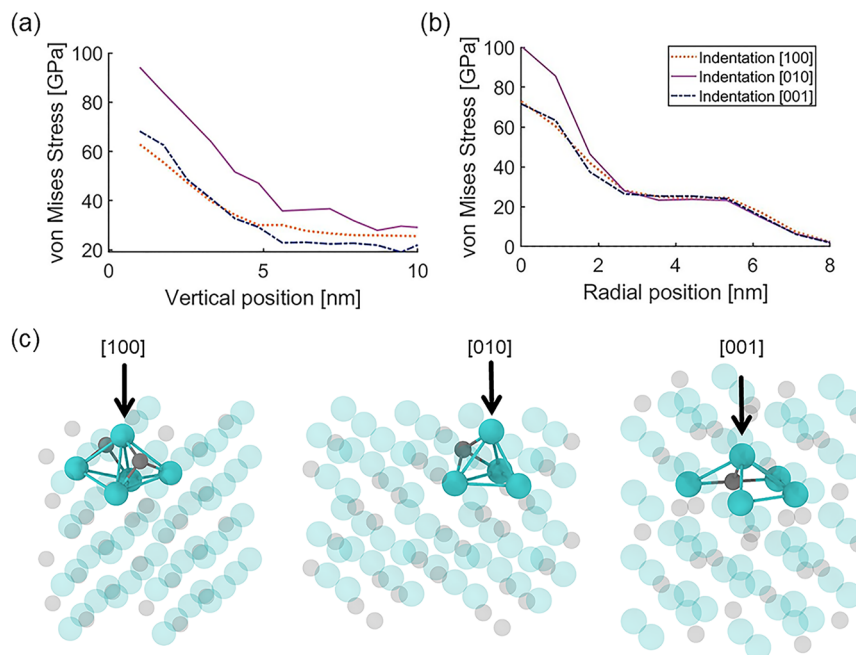 (a)
von Mises Stress [GPa]
100
80
60
40
20
0
5
10
Vertical position [nm]
(b)
von Mises Stress [GPa]
100
80
60
40
20
0
0
2
4
6
8
Radial position [nm]
Indentation [100]
Indentation [010]
Indentation [001]
(c)
[100]
[010]
[001]